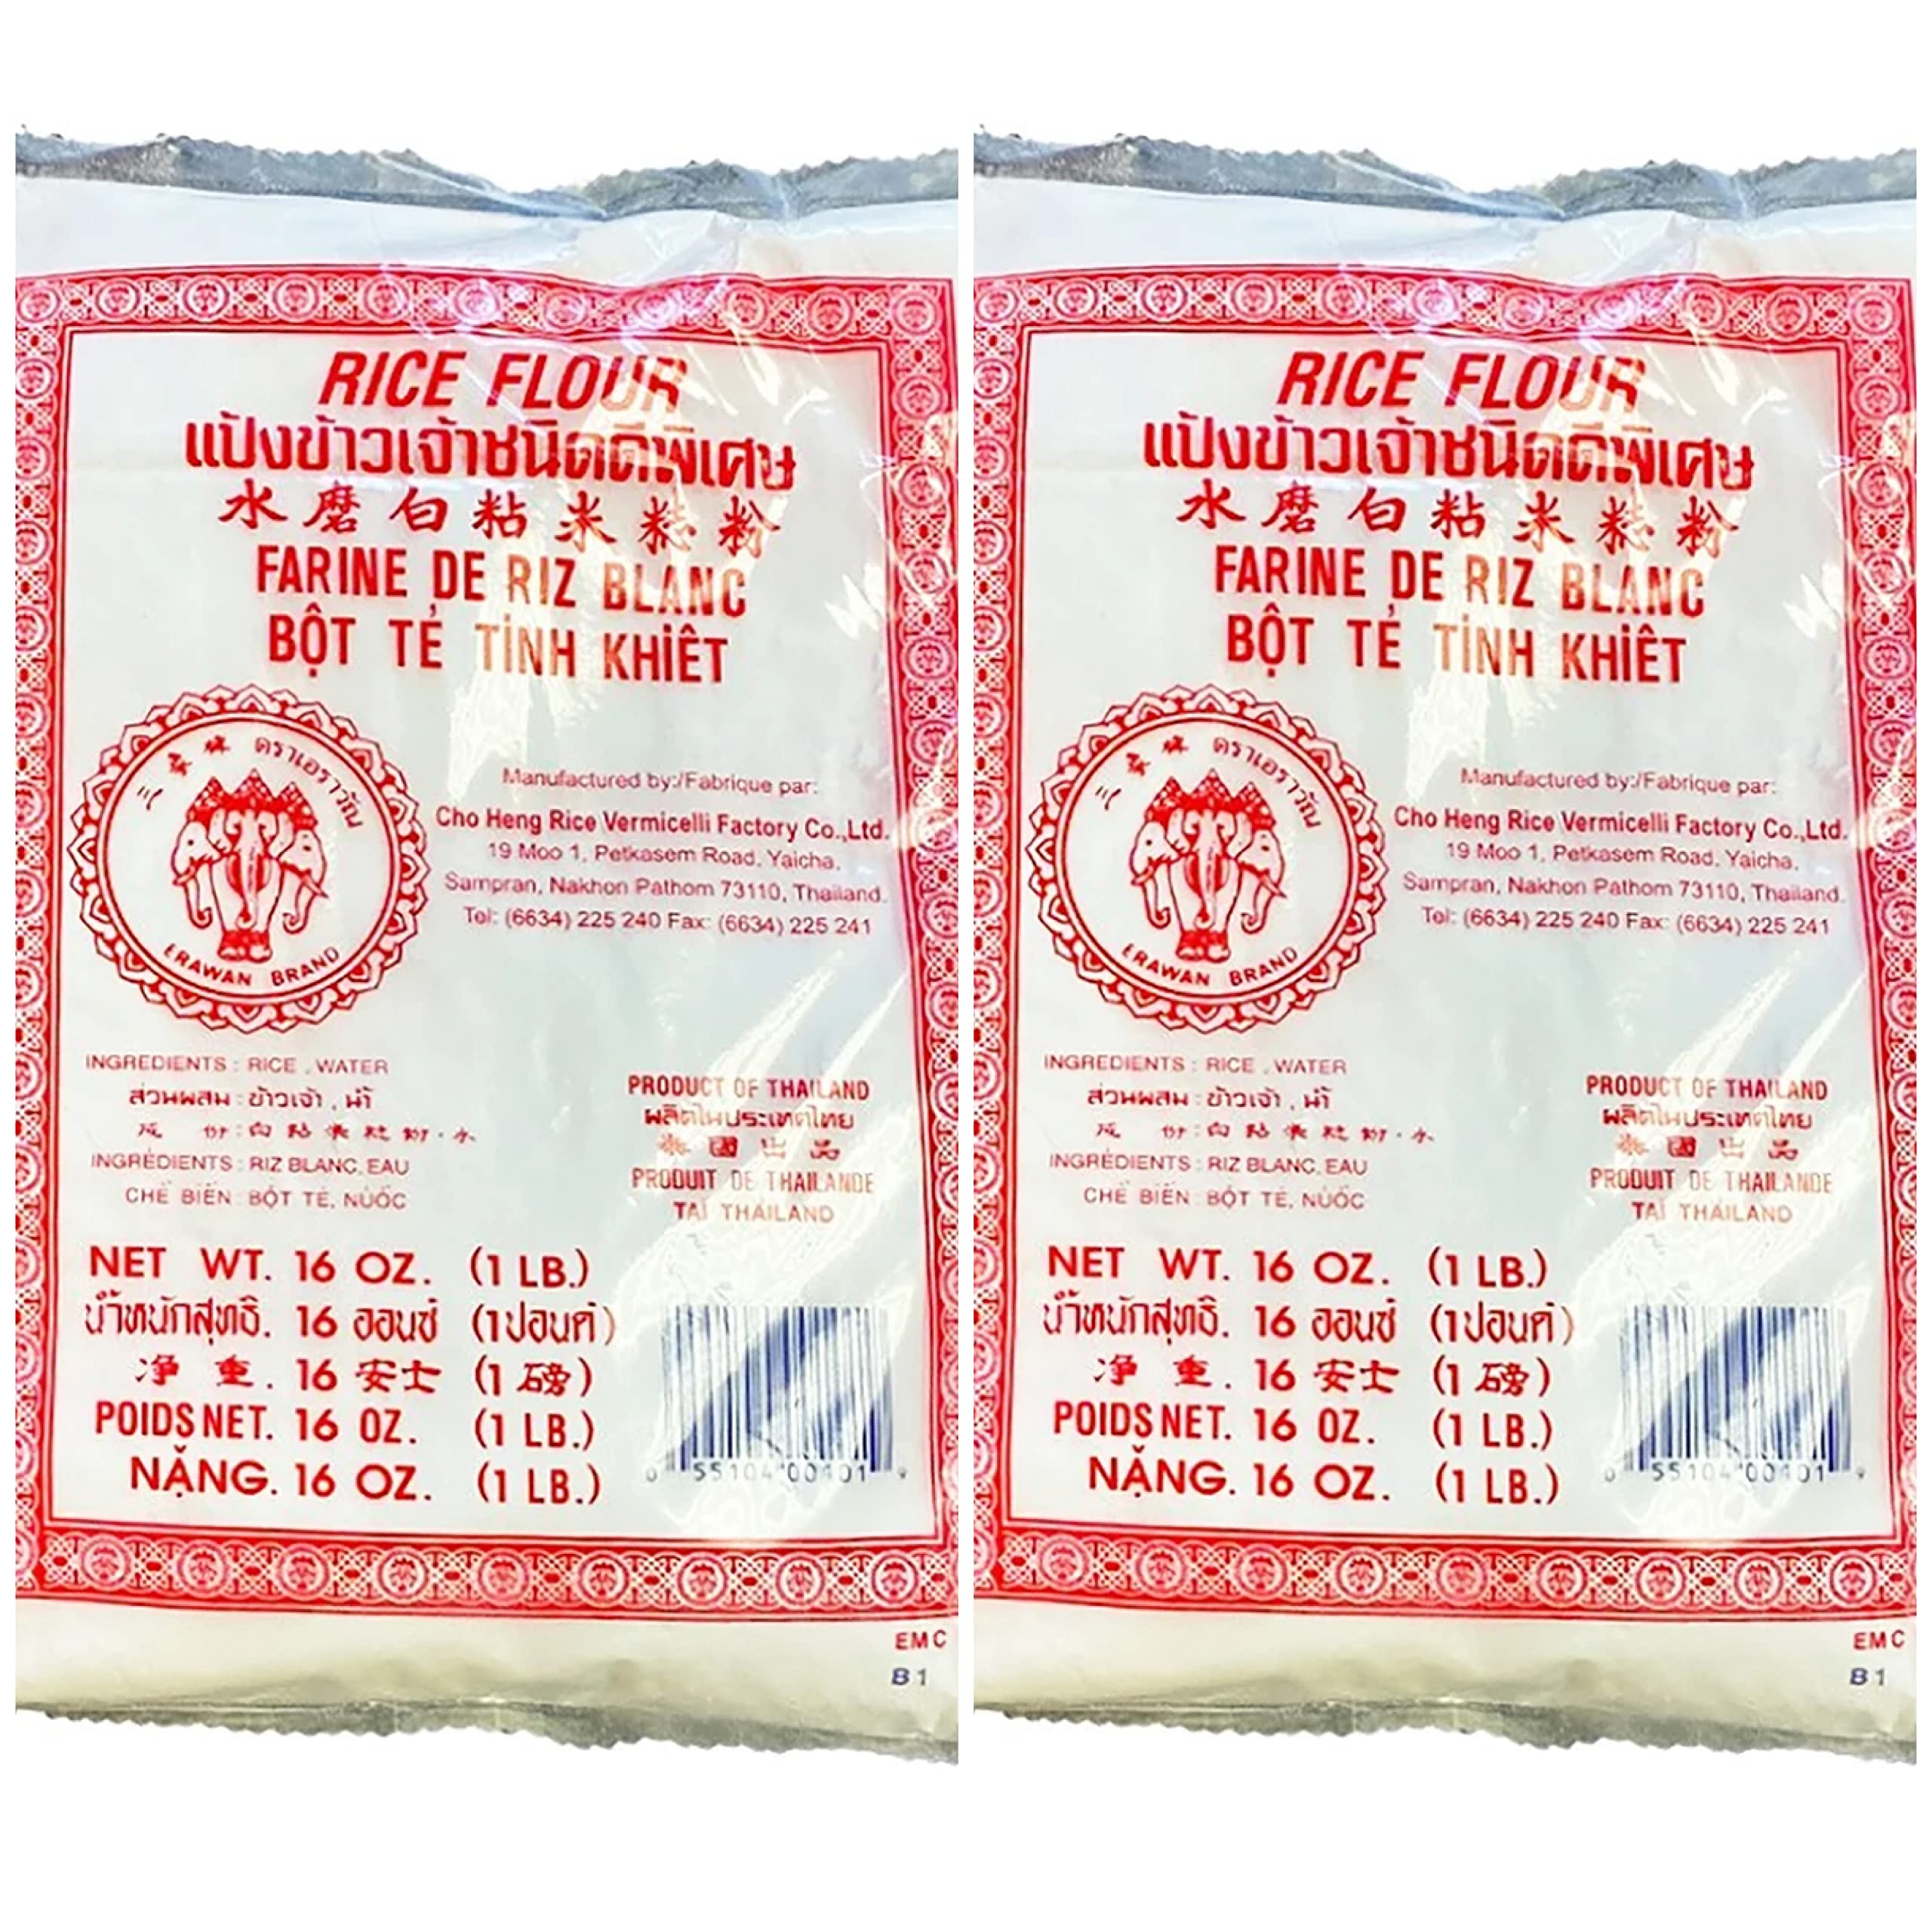 RICE FLOUR
แป้งข้าวเจ้าชนิดดีพิเศษ
水磨白粘米粉
FARINE DE RIZ BLANC
BỘT TẺ TINH KHIẾT
ตราเอราวัณ
ERAWAN BRAND
Manufactured by:/Fabrique par:
Cho Heng Rice Vermicelli Factory Co.,Ltd.
19 Moo 1, Petkasem Road, Yaicha,
Sampran, Nakhon Pathom 73110, Thailand.
Tel: (6634) 225 240 Fax: (6634) 225 241
INGREDIENTS : RICE , WATER
ส่วนผสม : ข้าวเจ้า , น้ำ
INGRÉDIENTS : RIZ BLANC, EAU
CHẾ BIẾN : BỘT TẺ, NƯỚC
PRODUCT OF THAILAND
ผลิตในประเทศไทย
泰國出品
PRODUIT DE THAILANDE
TAI THAILAND
NET WT. 16 OZ. (1 LB.)
น้ำหนักสุทธิ. 16 ออนซ์ (1ปอนด์)
净重. 16 安士 (1 磅)
POIDS NET. 16 OZ. (1 LB.)
NẶNG. 16 OZ. (1 LB.)
0 55104 00401 9
EMC
B1
RICE FLOUR
แป้งข้าวเจ้าชนิดดีพิเศษ
水磨白粘米粉
FARINE DE RIZ BLANC
BỘT TẺ TINH KHIẾT
ตราเอราวัณ
ERAWAN BRAND
Manufactured by:/Fabrique par:
Cho Heng Rice Vermicelli Factory Co.,Ltd.
19 Moo 1, Petkasem Road, Yaicha,
Sampran, Nakhon Pathom 73110, Thailand.
Tel: (6634) 225 240 Fax: (6634) 225 241
INGREDIENTS : RICE , WATER
ส่วนผสม : ข้าวเจ้า , น้ำ
INGRÉDIENTS : RIZ BLANC, EAU
CHẾ BIẾN : BỘT TẺ, NƯỚC
PRODUCT OF THAILAND
ผลิตในประเทศไทย
泰國出品
PRODUIT DE THAILANDE
TAI THAILAND
NET WT. 16 OZ. (1 LB.)
น้ำหนักสุทธิ. 16 ออนซ์ (1ปอนด์)
净重. 16 安士 (1 磅)
POIDS NET. 16 OZ. (1 LB.)
NẶNG. 16 OZ. (1 LB.)
0 55104 00401 9
EMC
B1